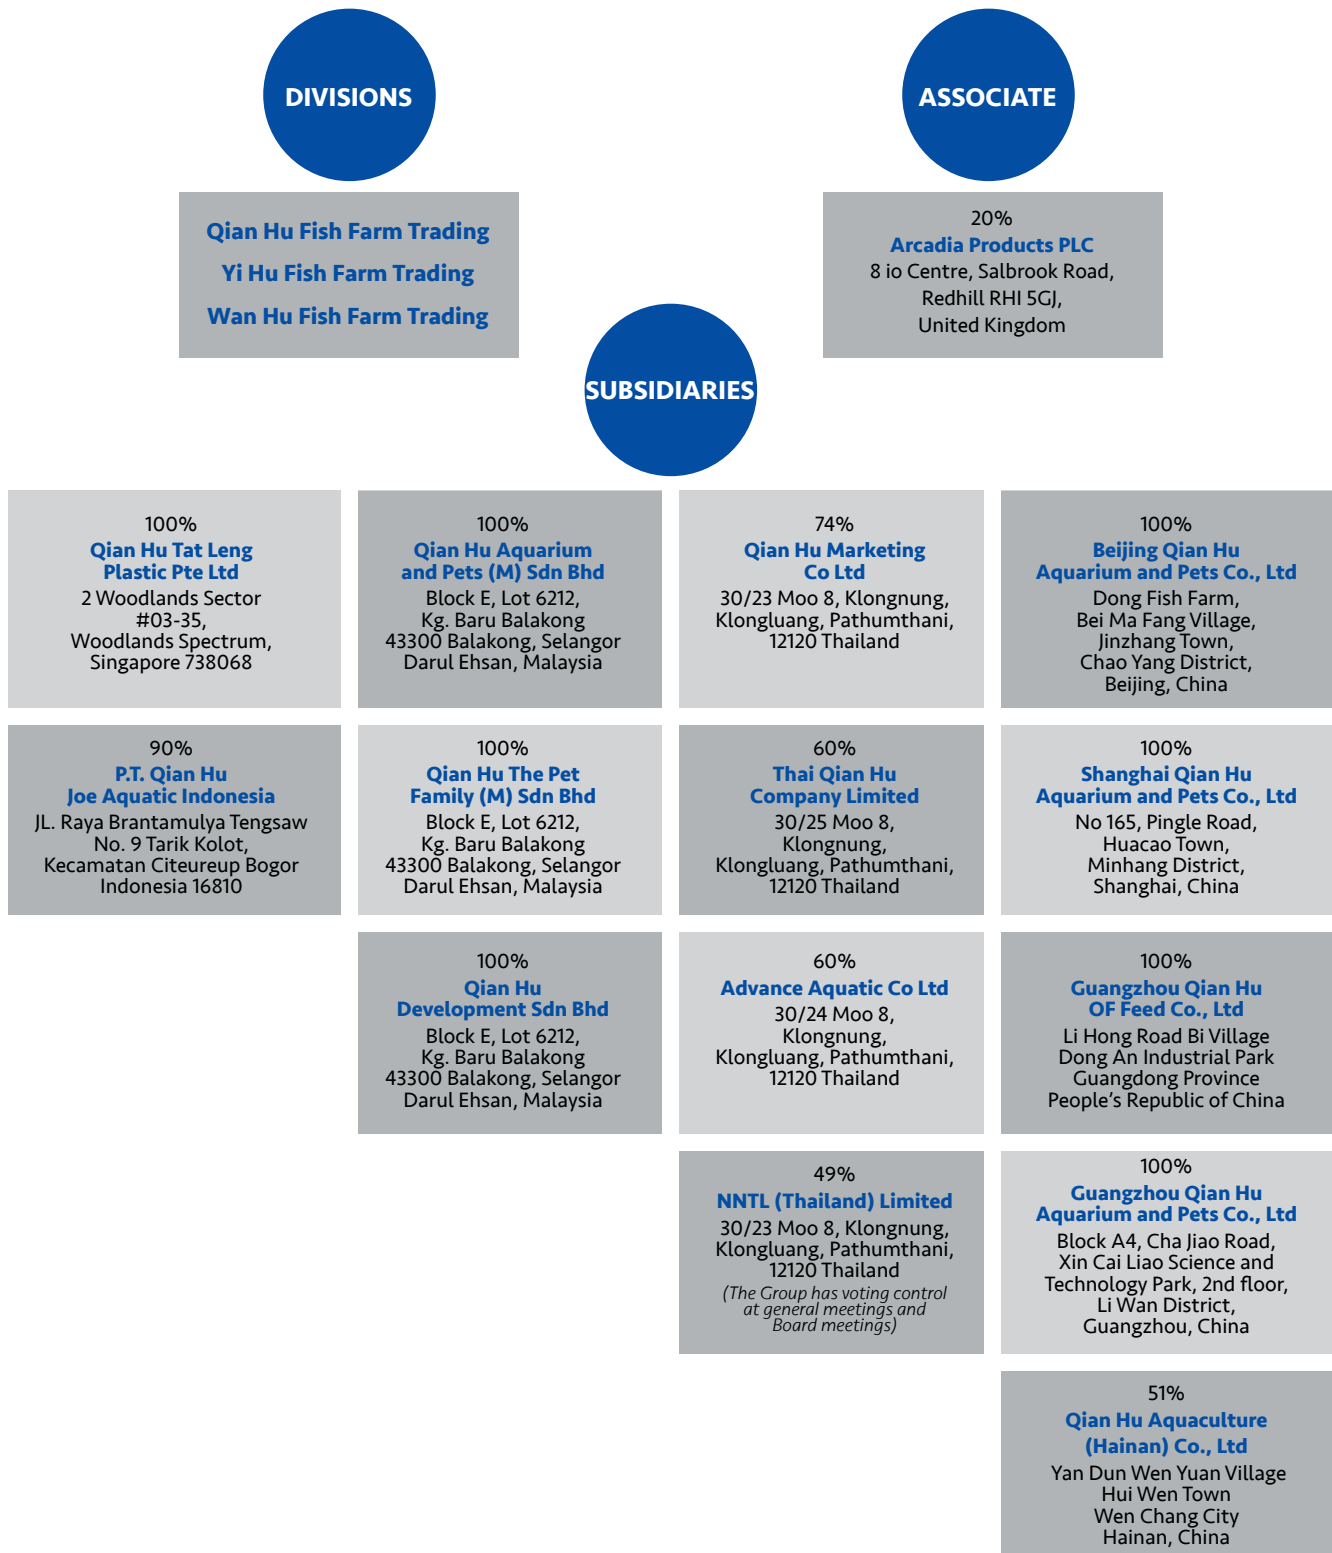 DIVISIONS
Qian Hu Fish Farm Trading
Yi Hu Fish Farm Trading
Wan Hu Fish Farm Trading
ASSOCIATE
20%
Arcadia Products PLC
8 io Centre, Salbrook Road,
Redhill RHI 5GJ,
United Kingdom
SUBSIDIARIES
100%
Qian Hu Tat Leng
Plastic Pte Ltd
2 Woodlands Sector
#03-35,
Woodlands Spectrum,
Singapore 738068
100%
Qian Hu Aquarium
and Pets (M) Sdn Bhd
Block E, Lot 6212,
Kg. Baru Balakong
43300 Balakong, Selangor
Darul Ehsan, Malaysia
74%
Qian Hu Marketing
Co Ltd
30/23 Moo 8, Klongnung,
Klongluang, Pathumthani,
12120 Thailand
100%
Beijing Qian Hu
Aquarium and Pets Co., Ltd
Dong Fish Farm,
Bei Ma Fang Village,
Jinzhang Town,
Chao Yang District,
Beijing, China
90%
P.T. Qian Hu
Joe Aquatic Indonesia
JL. Raya Brantamulya Tengsaw
No. 9 Tarik Kolot,
Kecamatan Citeureup Bogor
Indonesia 16810
100%
Qian Hu The Pet
Family (M) Sdn Bhd
Block E, Lot 6212,
Kg. Baru Balakong
43300 Balakong, Selangor
Darul Ehsan, Malaysia
60%
Thai Qian Hu
Company Limited
30/25 Moo 8,
Klongnung,
Klongluang, Pathumthani,
12120 Thailand
100%
Shanghai Qian Hu
Aquarium and Pets Co., Ltd
No 165, Pingle Road,
Huacao Town,
Minhang District,
Shanghai, China
100%
Qian Hu
Development Sdn Bhd
Block E, Lot 6212,
Kg. Baru Balakong
43300 Balakong, Selangor
Darul Ehsan, Malaysia
60%
Advance Aquatic Co Ltd
30/24 Moo 8,
Klongnung,
Klongluang, Pathumthani,
12120 Thailand
100%
Guangzhou Qian Hu
OF Feed Co., Ltd
Li Hong Road Bi Village
Dong An Industrial Park
Guangdong Province
People's Republic of China
49%
NNTL (Thailand) Limited
30/23 Moo 8, Klongnung,
Klongluang, Pathumthani,
12120 Thailand
(The Group has voting control
at general meetings and
Board meetings)
100%
Guangzhou Qian Hu
Aquarium and Pets Co., Ltd
Block A4, Cha Jiao Road,
Xin Cai Liao Science and
Technology Park, 2nd floor,
Li Wan District,
Guangzhou, China
51%
Qian Hu Aquaculture
(Hainan) Co., Ltd
Yan Dun Wen Yuan Village
Hui Wen Town
Wen Chang City
Hainan, China